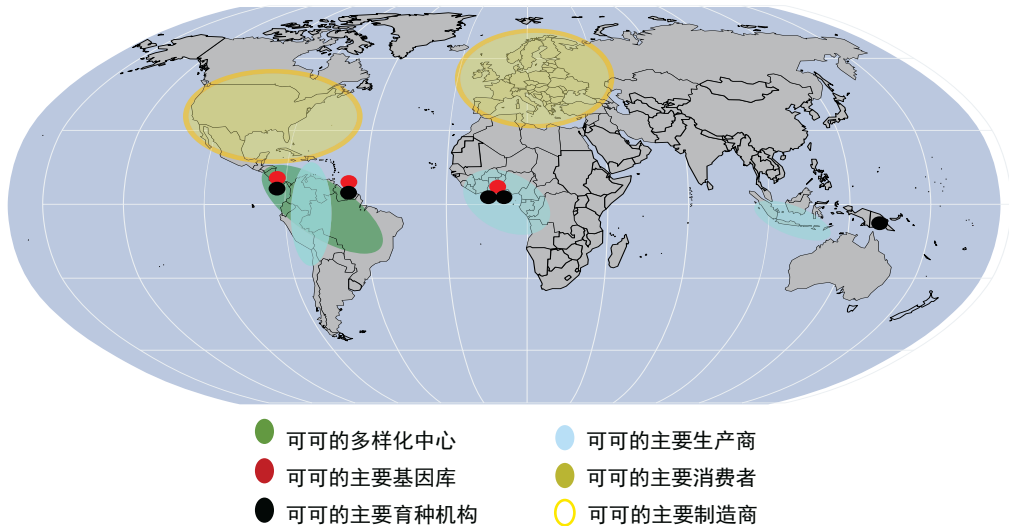 可可的多样化中心
可可的主要基因库
可可的主要育种机构
可可的主要生产商
可可的主要消费者
可可的主要制造商